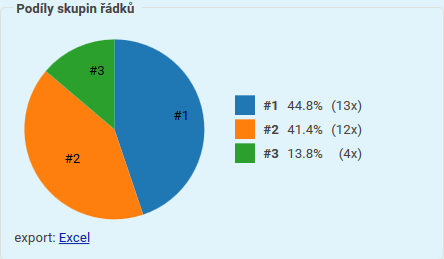 Podíly skupin řádků
#3
#1
#2
#1 44.8% (13x)
#2 41.4% (12x)
#3 13.8% (4x)
export: Excel